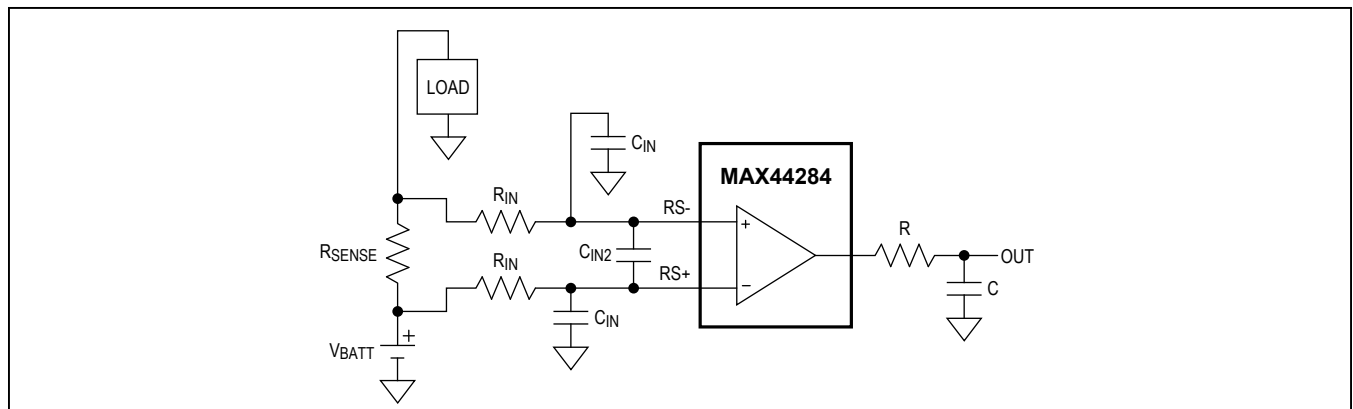 LOAD
CIN
MAX44284
RIN
RS-
+
R
RSENSE
CIN2
OUT
RIN
RS+
−
C
CIN
+
VBATT